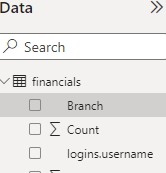 Data
Search
financials
Branch
Count
logins.username